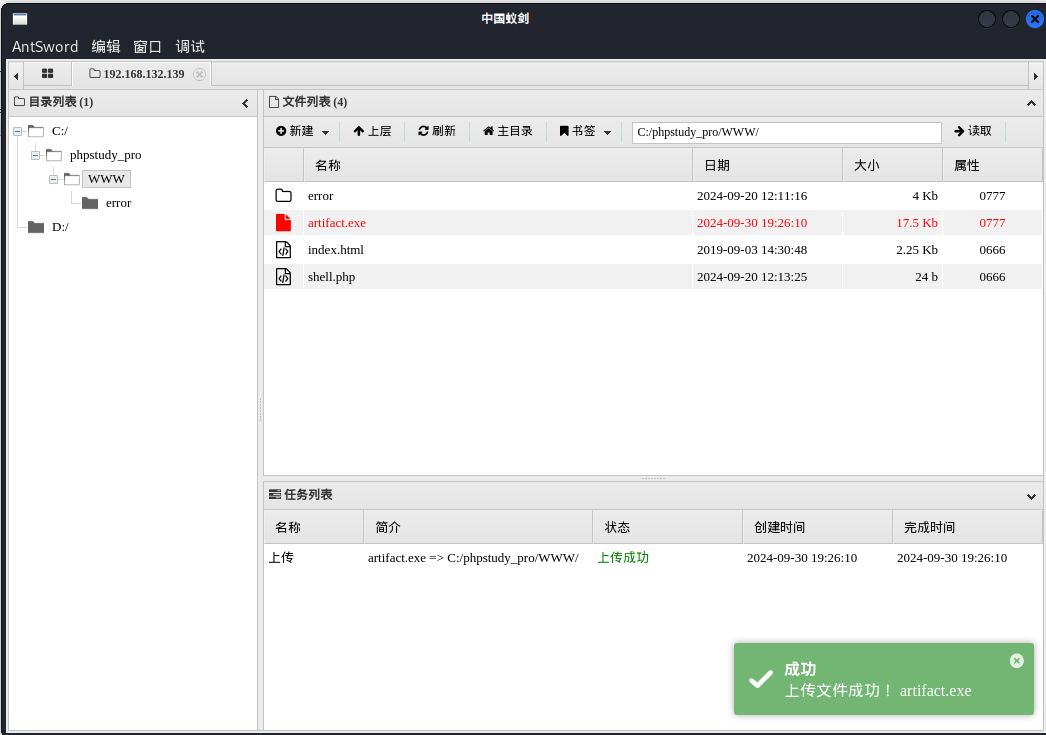 中国蚁剑
AntSword 编辑 窗口 调试
192.168.132.139
目录列表 (1)
C:/
phpstudy_pro
WWW
error
D:/
文件列表 (4)
新建 上层 刷新 主目录 书签 C:/phpstudy_pro/WWW/ 读取
名称 日期 大小 属性
error 2024-09-20 12:11:16 4 Kb 0777
artifact.exe 2024-09-30 19:26:10 17.5 Kb 0777
index.html 2019-09-03 14:30:48 2.25 Kb 0666
shell.php 2024-09-20 12:13:25 24 b 0666
任务列表
名称 简介 状态 创建时间 完成时间
上传 artifact.exe => C:/phpstudy_pro/WWW/ 上传成功 2024-09-30 19:26:10 2024-09-30 19:26:10
成功
上传文件成功！ artifact.exe